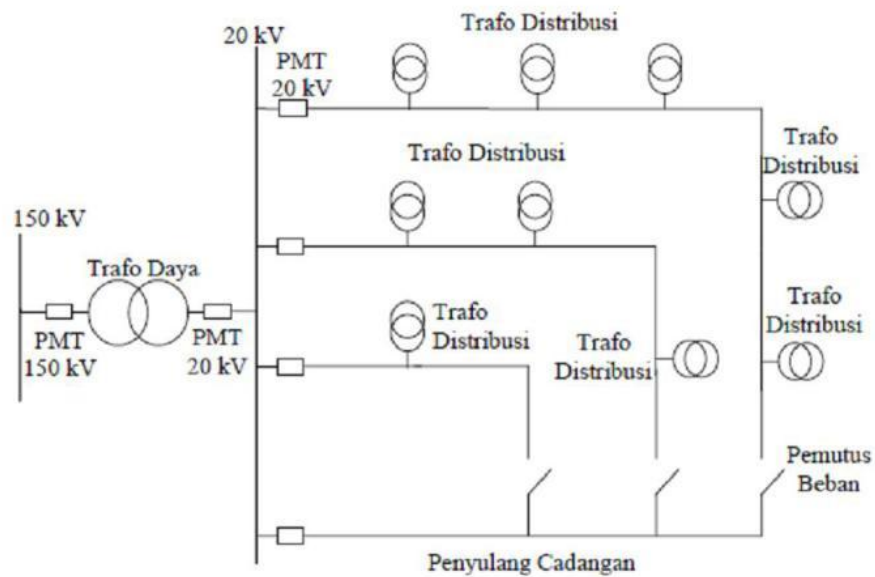 Trafo Distribusi
20 kV
PMT
20 kV
Trafo
Distribusi
Trafo Distribusi
150 kV
Trafo Daya
PMT
150 kV
PMT
20 kV
Trafo
Distribusi
Trafo
Distribusi
Trafo
Distribusi
Pemutus
Beban
Penyulang Cadangan